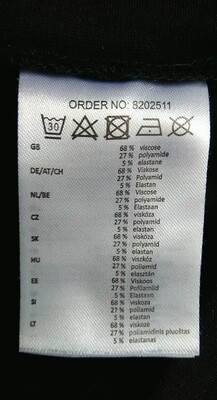 ORDER NO: 8202511
30
GB 68 % viscose
27 % polyamide
5 % elastane
DE/AT/CH 68 % Viskose
27 % Polyamid
5 % Elastan
NL/BE 68 % viscose
27 % polyamide
5 % Elastaan
CZ 68 % viskóza
27 % polyamid
5 % elastan
SK 68 % viskóza
27 % polyamid
5 % elastan
HU 68 % viszkóz
27 % poliamid
5 % elasztán
EE 68 % Viskoos
27 % Polüamiid
5 % Elastaan
SI 68 % viskoza
27 % poliamid
5 % elastan
LT 68 % viskozė
27 % poliamidinis pluoštas
5 % elastanas